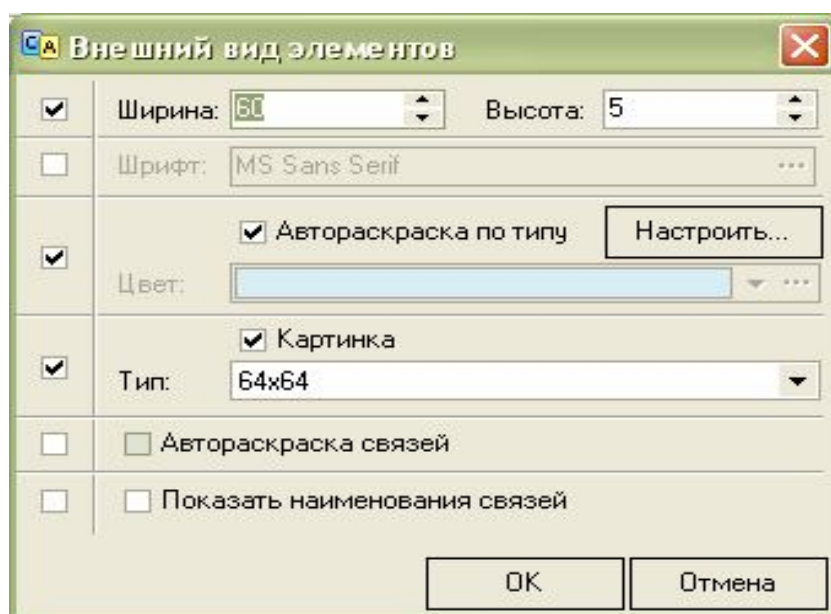 CA Внешний вид элементов
Ширина: 60 Высота: 5
Шрифт: MS Sans Serif ...
Автораскраска по типу Настроить...
Цвет: ...
Картинка
Тип: 64x64
Автораскраска связей
Показать наименования связей
OK Отмена